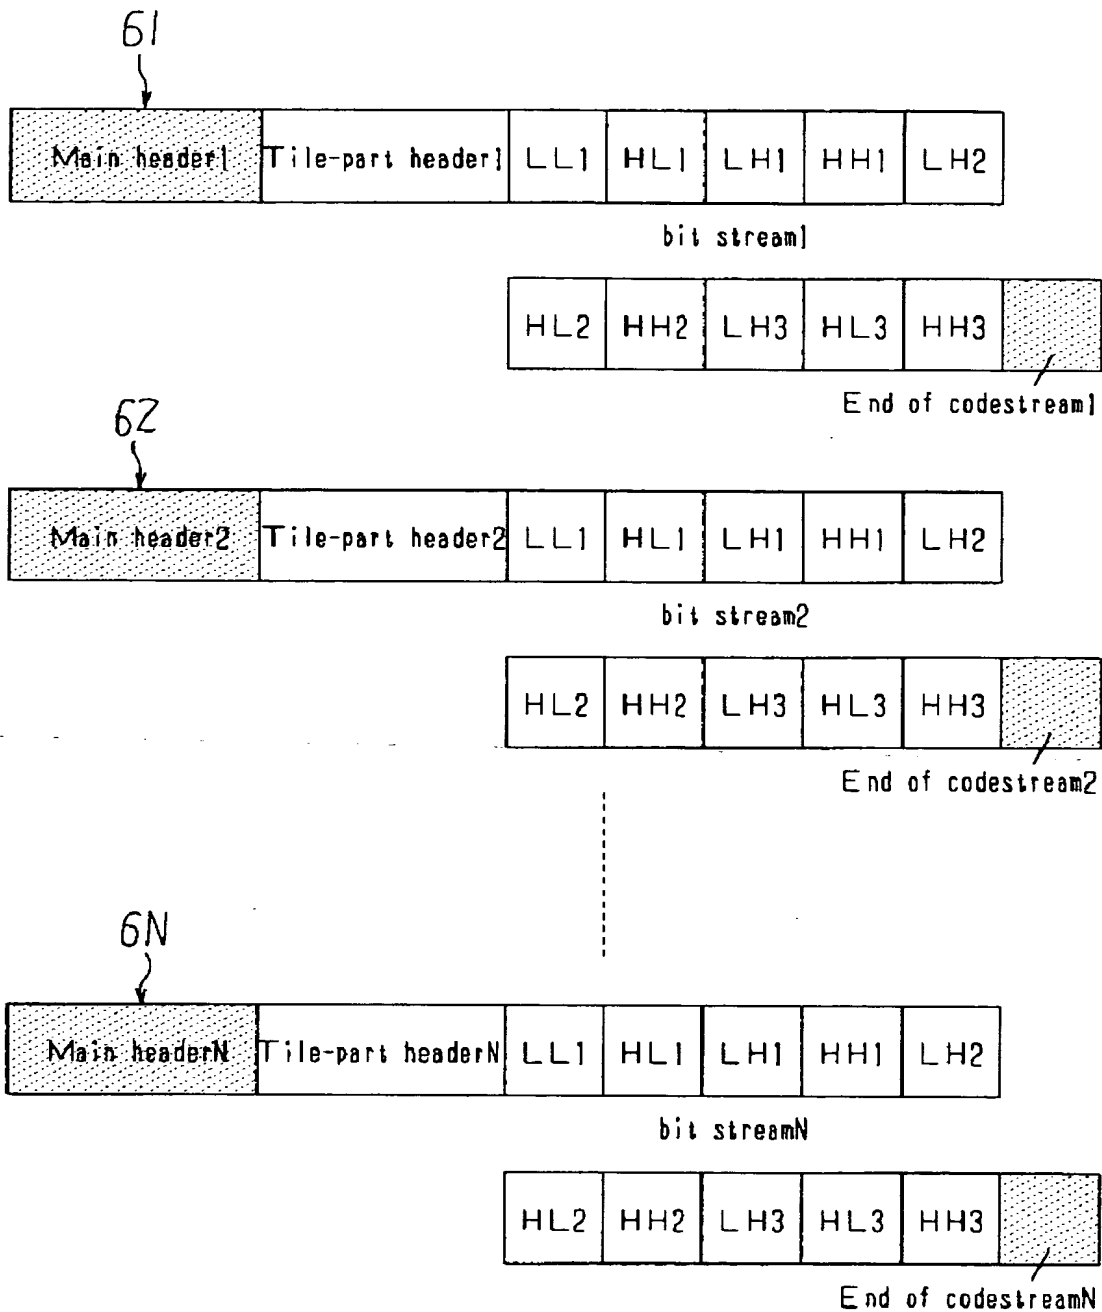 61
Main header1 Tile-part header1 LL1 HL1 LH1 HH1 LH2
bit stream1
HL2 HH2 LH3 HL3 HH3
End of codestream1
62
Main header2 Tile-part header2 LL1 HL1 LH1 HH1 LH2
bit stream2
HL2 HH2 LH3 HL3 HH3
End of codestream2
6N
Main headerN Tile-part headerN LL1 HL1 LH1 HH1 LH2
bit streamN
HL2 HH2 LH3 HL3 HH3
End of codestreamN